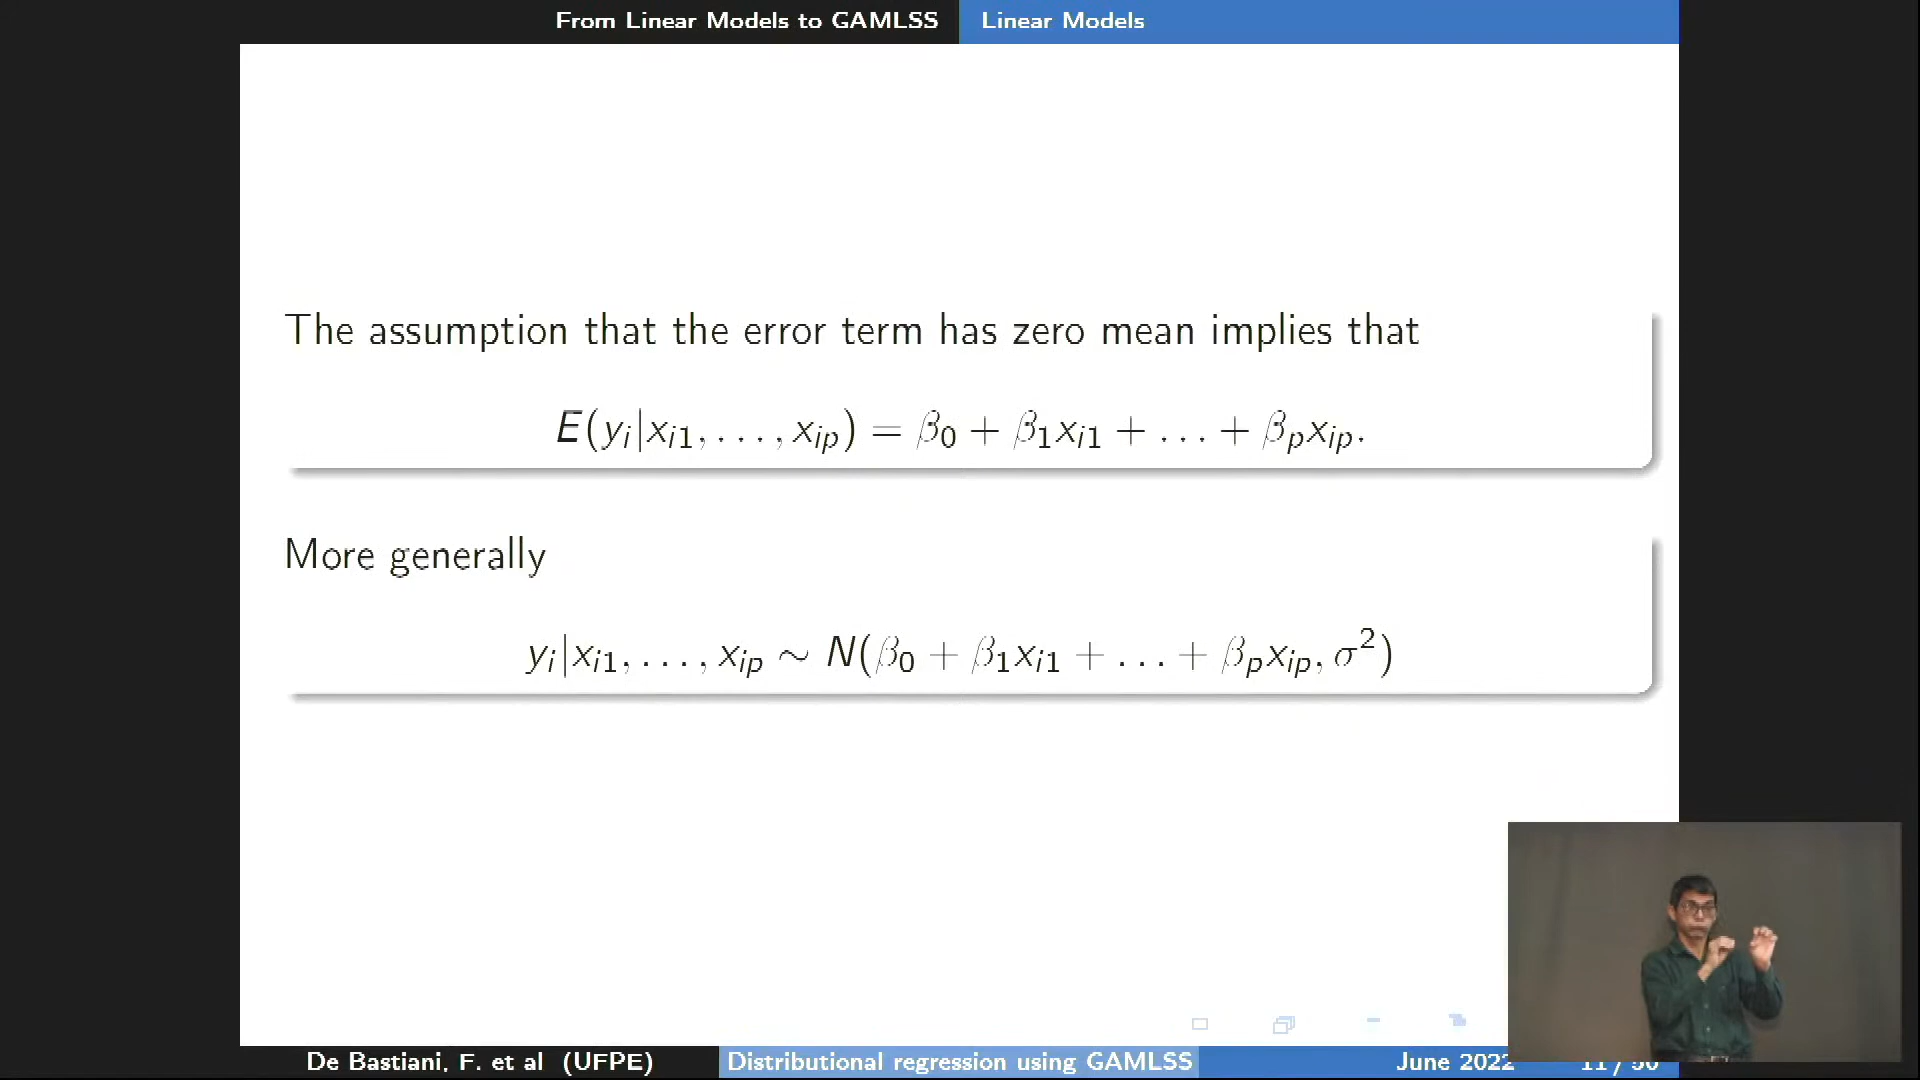 From Linear Models to GAMLSS Linear Models
The assumption that the error term has zero mean implies that
E(y_i|x_{i1}, . . . , x_{ip}) = β_0 + β_1x_{i1} + . . . + β_px_{ip}.
More generally
y_i|x_{i1}, . . . , x_{ip} ∼ N(β_0 + β_1x_{i1} + . . . + β_px_{ip}, σ^2)
De Bastiani, F. et al (UFPE) Distributional regression using GAMLSS June 2022